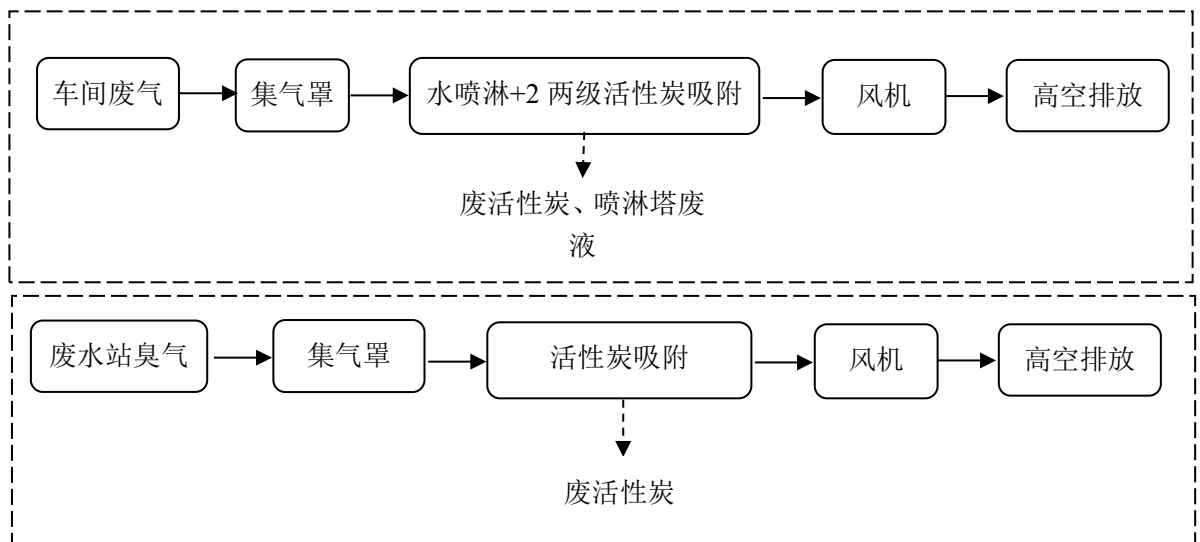 车间废气
集气罩
水喷淋+2 两级活性炭吸附
风机
高空排放
废活性炭、喷淋塔废
液
废水站臭气
集气罩
活性炭吸附
风机
高空排放
废活性炭